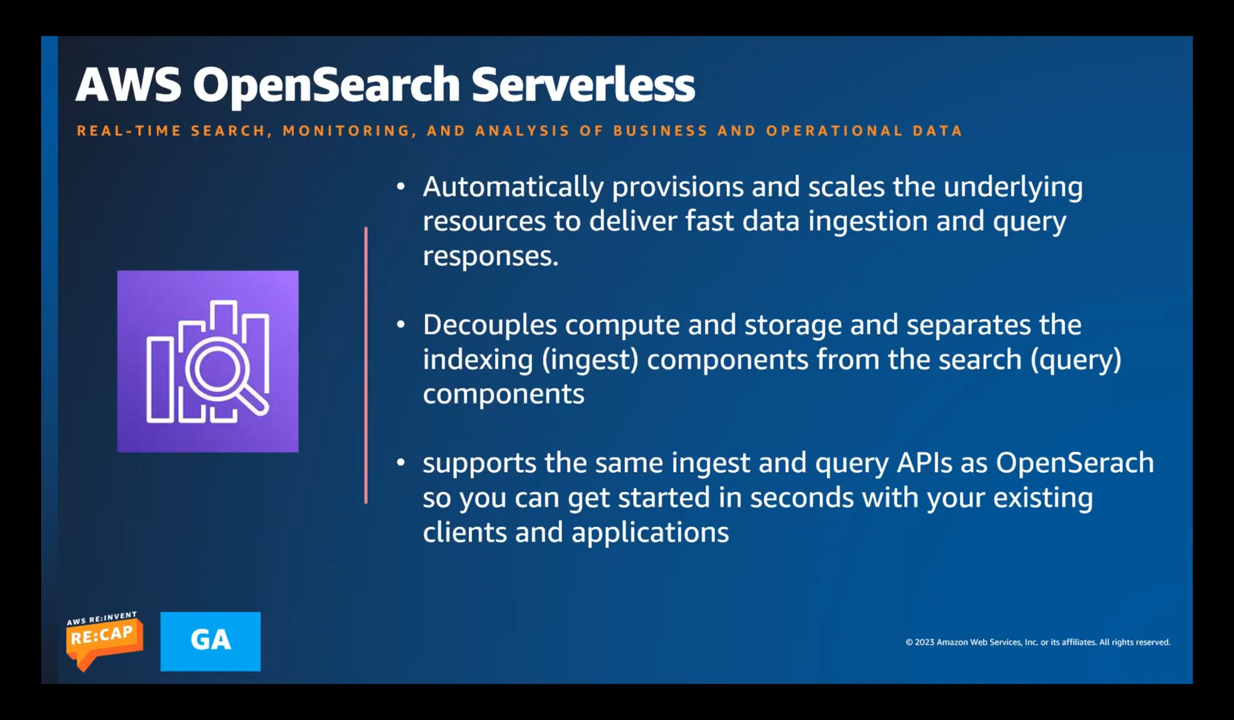 AWS OpenSearch Serverless
REAL-TIME SEARCH, MONITORING, AND ANALYSIS OF BUSINESS AND OPERATIONAL DATA
• Automatically provisions and scales the underlying
resources to deliver fast data ingestion and query
responses.
• Decouples compute and storage and separates the
indexing (ingest) components from the search (query)
components
• supports the same ingest and query APIs as OpenSerach
so you can get started in seconds with your existing
clients and applications
AWS RE:INVENT
RE:CAP
GA
© 2023 Amazon Web Services, Inc. or its affiliates. All rights reserved.